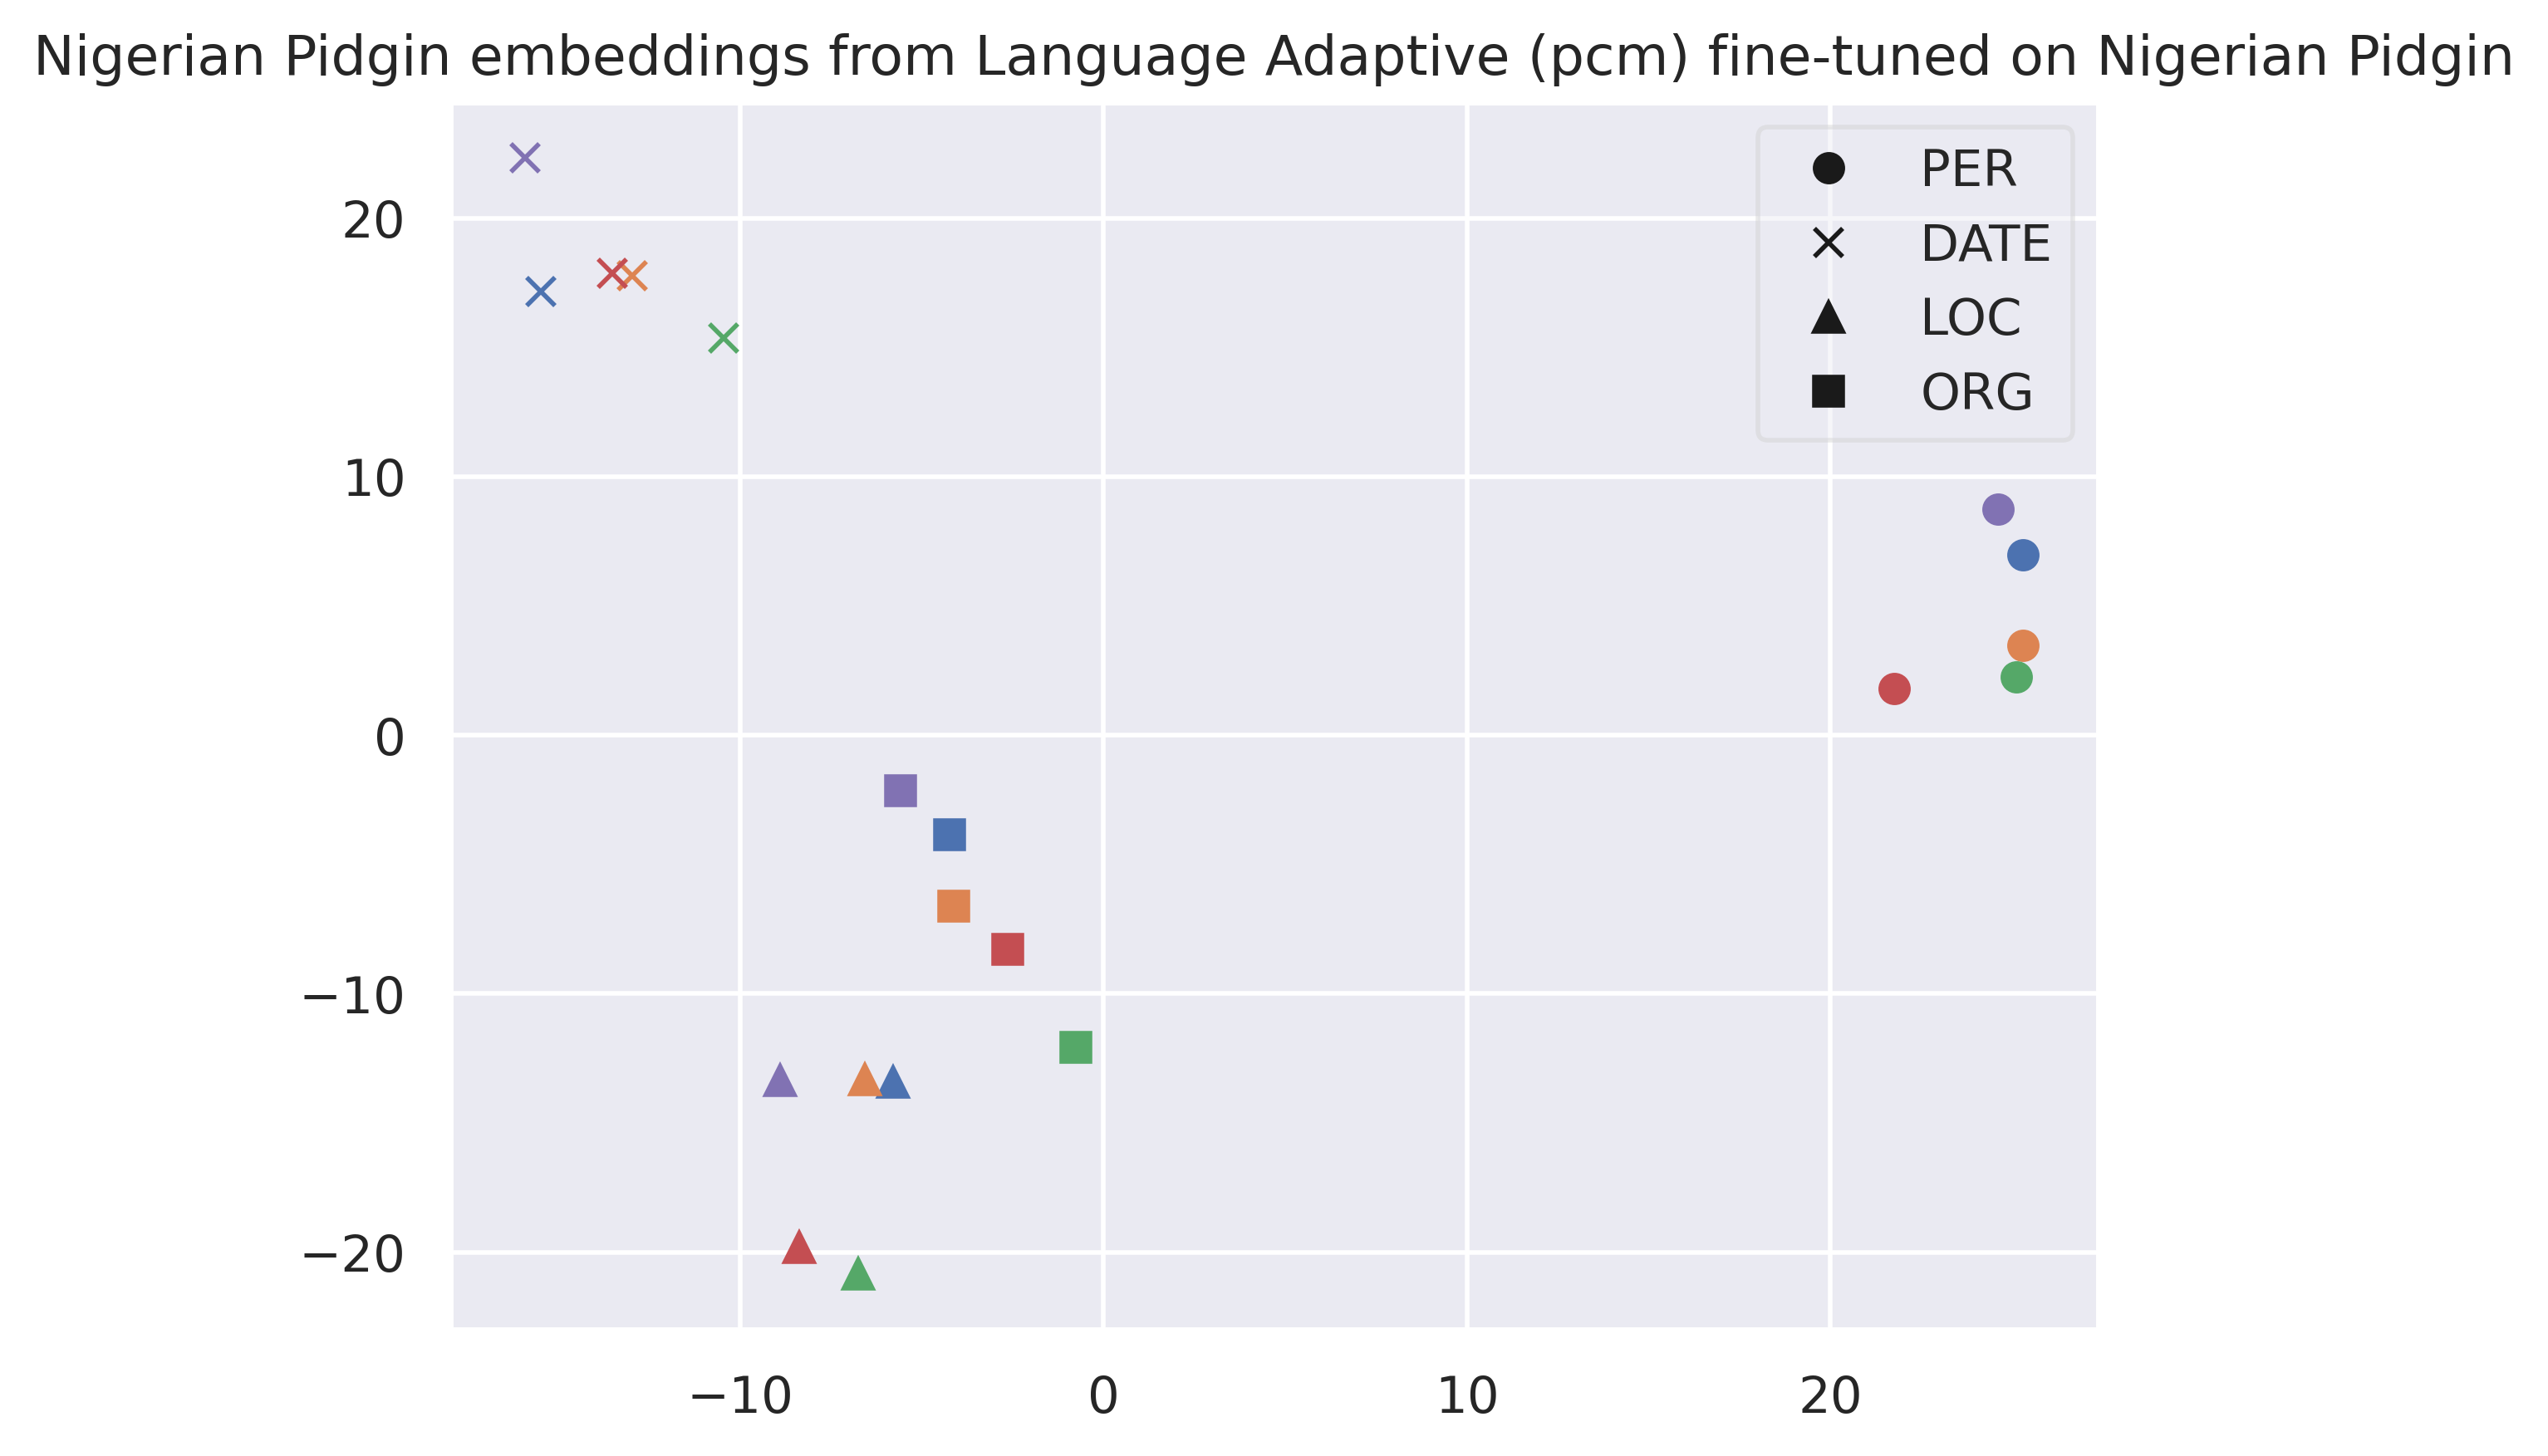 Nigerian Pidgin embeddings from Language Adaptive (pcm) fine-tuned on Nigerian Pidgin
PER
DATE
LOC
ORG
20
10
0
−10
−20
−10 0 10 20